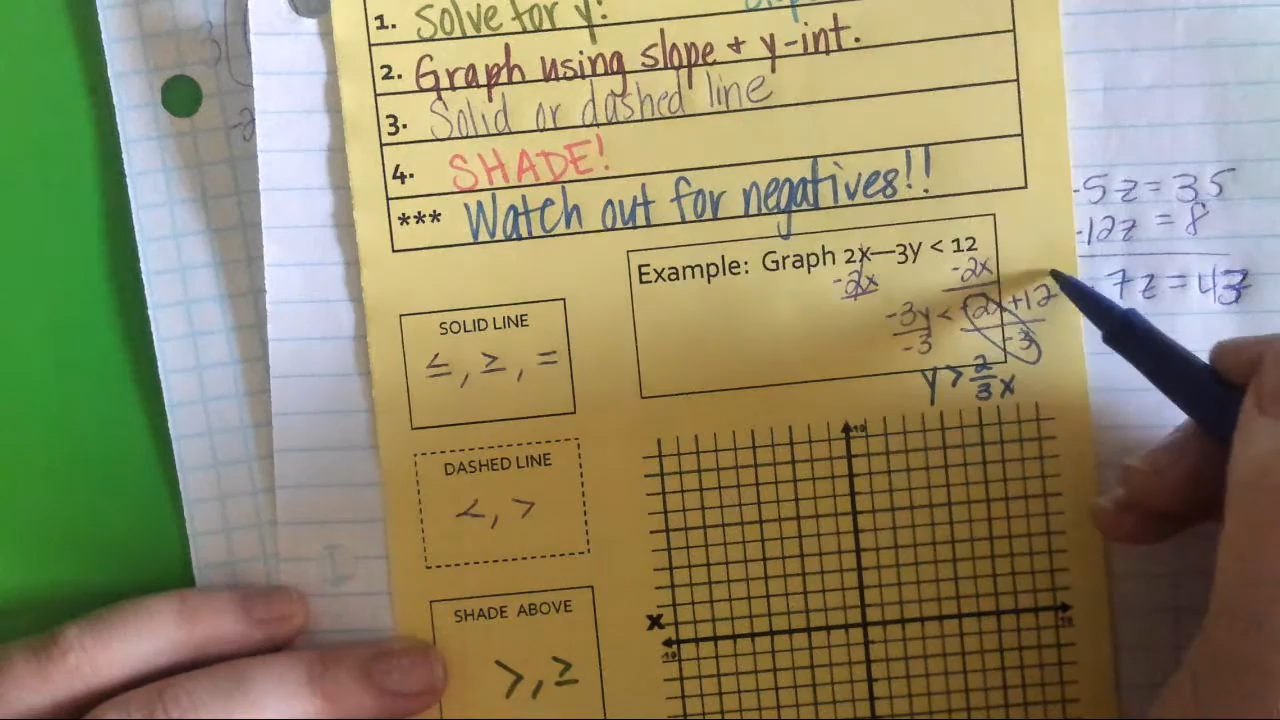 1. Solve for y:
2. Graph using slope + y-int.
3. Solid or dashed line
4. SHADE!
*** Watch out for negatives!!
-5z = 35
-12z = 8
7z = 43
Example: Graph 2x—3y < 12
-2x -2x
-3y < -2x + 12
-3 -3
y > 2/3 x
SOLID LINE
≤, ≥, =
DASHED LINE
<, >
SHADE ABOVE
>, ≥
10
X
-10